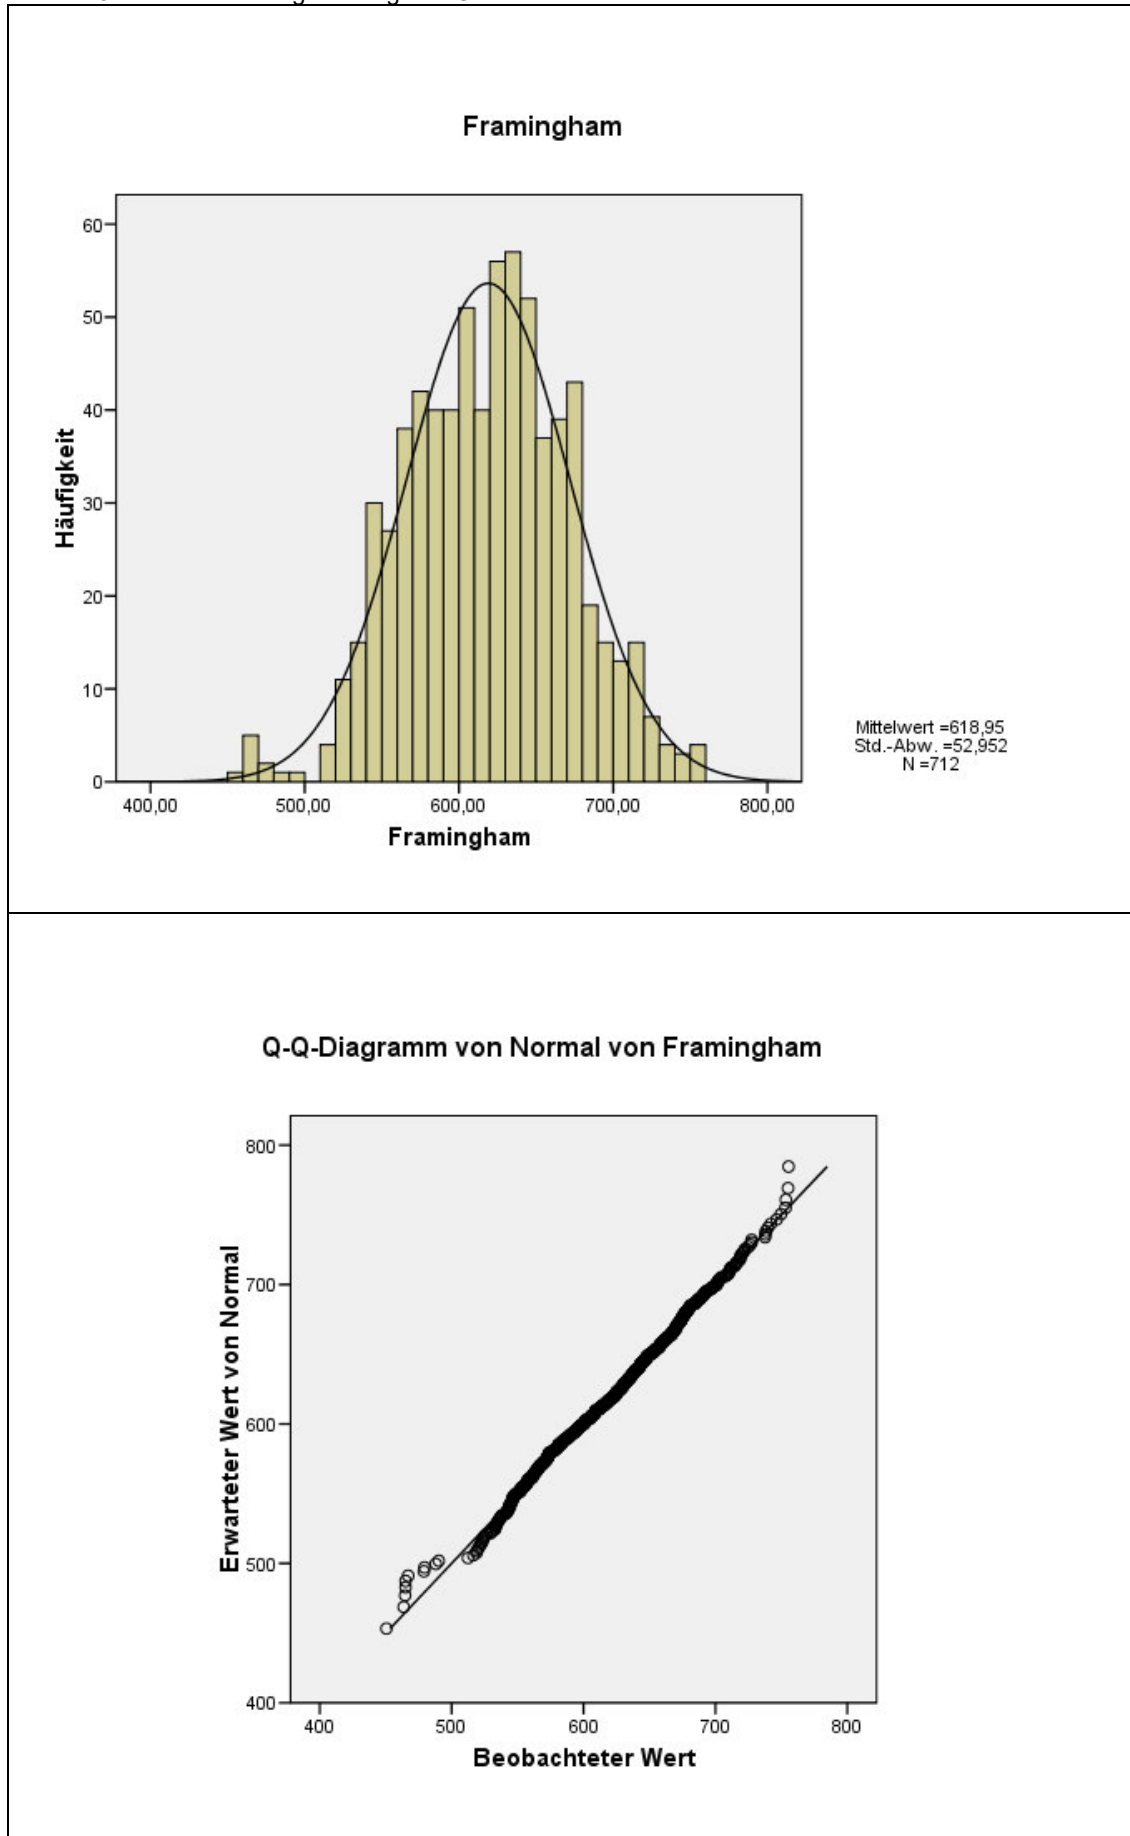 Framingham
60
50
40
30
20
10
0
Häufigkeit
400,00 500,00 600,00 700,00 800,00
Framingham
Mittelwert =618,95
Std.-Abw. =52,952
N =712
Q-Q-Diagramm von Normal von Framingham
800
700
600
500
400
Erwarteter Wert von Normal
400 500 600 700 800
Beobachteter Wert